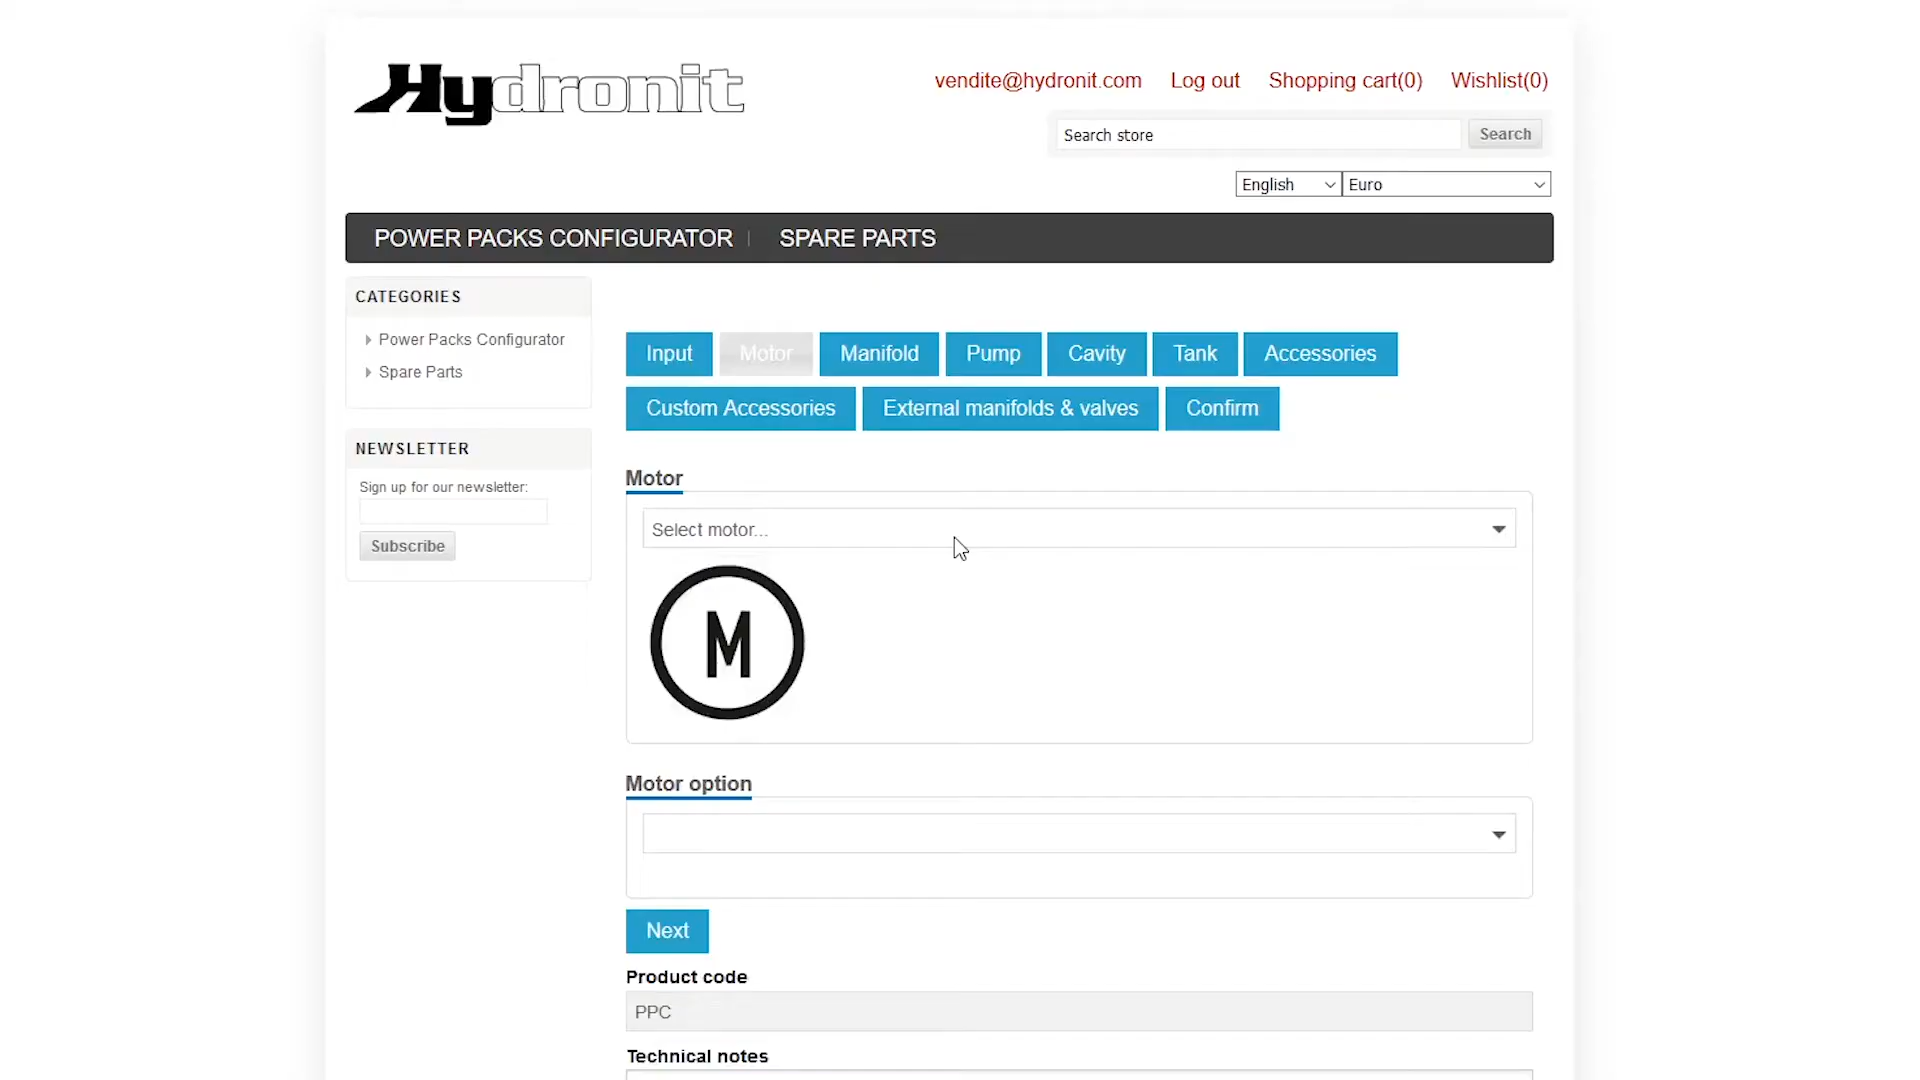 Hydronit
vendite@hydronit.com Log out Shopping cart(0) Wishlist(0)
Search store Search
English Euro
POWER PACKS CONFIGURATOR SPARE PARTS
CATEGORIES
Power Packs Configurator
Spare Parts
NEWSLETTER
Sign up for our newsletter:
Subscribe
Input Motor Manifold Pump Cavity Tank Accessories
Custom Accessories External manifolds & valves Confirm
Motor
Select motor...
M
Motor option
Next
Product code
PPC
Technical notes